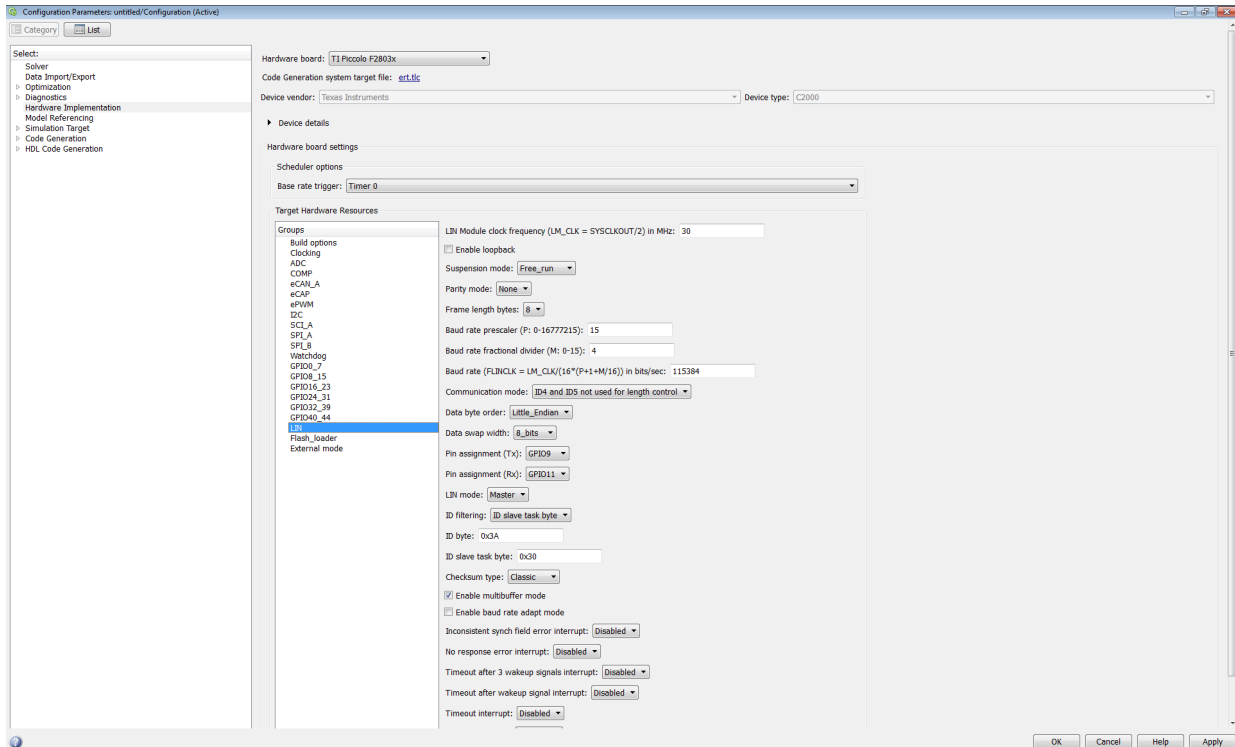 Configuration Parameters: untitled/Configuration (Active)
Category
List
Select:
Solver
Data Import/Export
Optimization
Diagnostics
Hardware Implementation
Model Referencing
Simulation Target
Code Generation
HDL Code Generation
Hardware board: TI Piccolo F2803x
Code Generation system target file: ert.tlc
Device vendor: Texas Instruments Device type: C2000
Device details
Hardware board settings
Scheduler options
Base rate trigger: Timer 0
Target Hardware Resources
Groups
Build options
Clocking
ADC
COMP
eCAN_A
eCAP
ePWM
I2C
SCI_A
SPI_A
SPI_B
Watchdog
GPIO0_7
GPIO8_15
GPIO16_23
GPIO24_31
GPIO32_39
GPIO40_44
LIN
Flash_loader
External mode
LIN Module clock frequency (LM_CLK = SYSCLKOUT/2) in MHz: 30
Enable loopback
Suspension mode: Free_run
Parity mode: None
Frame length bytes: 8
Baud rate prescaler (P: 0-16777215): 15
Baud rate fractional divider (M: 0-15): 4
Baud rate (FLINCLK = LM_CLK/(16*(P+1+M/16)) in bits/sec: 115384
Communication mode: ID4 and ID5 not used for length control
Data byte order: Little_Endian
Data swap width: 8_bits
Pin assignment (Tx): GPIO9
Pin assignment (Rx): GPIO11
LIN mode: Master
ID filtering: ID slave task byte
ID byte: 0x3A
ID slave task byte: 0x30
Checksum type: Classic
Enable multibuffer mode
Enable baud rate adapt mode
Inconsistent synch field error interrupt: Disabled
No response error interrupt: Disabled
Timeout after 3 wakeup signals interrupt: Disabled
Timeout after wakeup signal interrupt: Disabled
Timeout interrupt: Disabled
OK
Cancel
Help
Apply